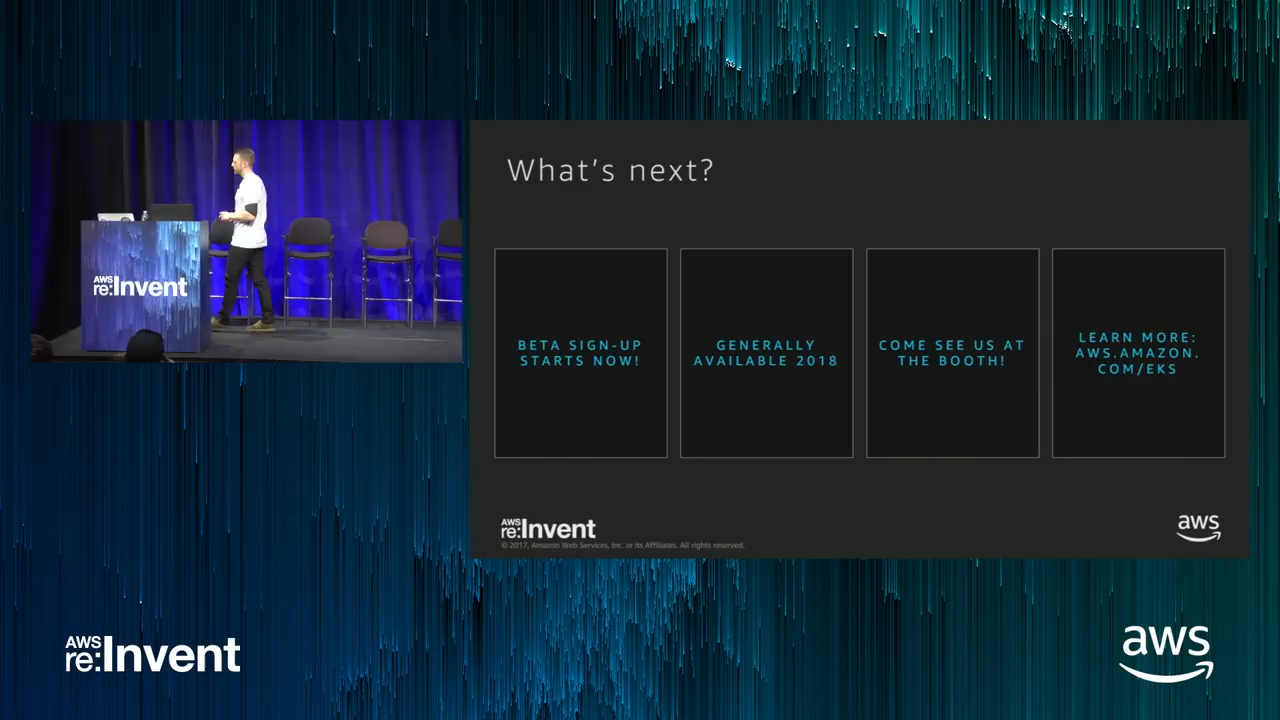 What's next?
BETA SIGN-UP
STARTS NOW!
GENERALLY
AVAILABLE 2018
COME SEE US AT
THE BOOTH!
LEARN MORE:
AWS.AMAZON.
COM/EKS
AWS
re:Invent
© 2017, Amazon Web Services, Inc. or its Affiliates. All rights reserved.
aws
AWS
re:Invent
AWS
re:Invent
aws